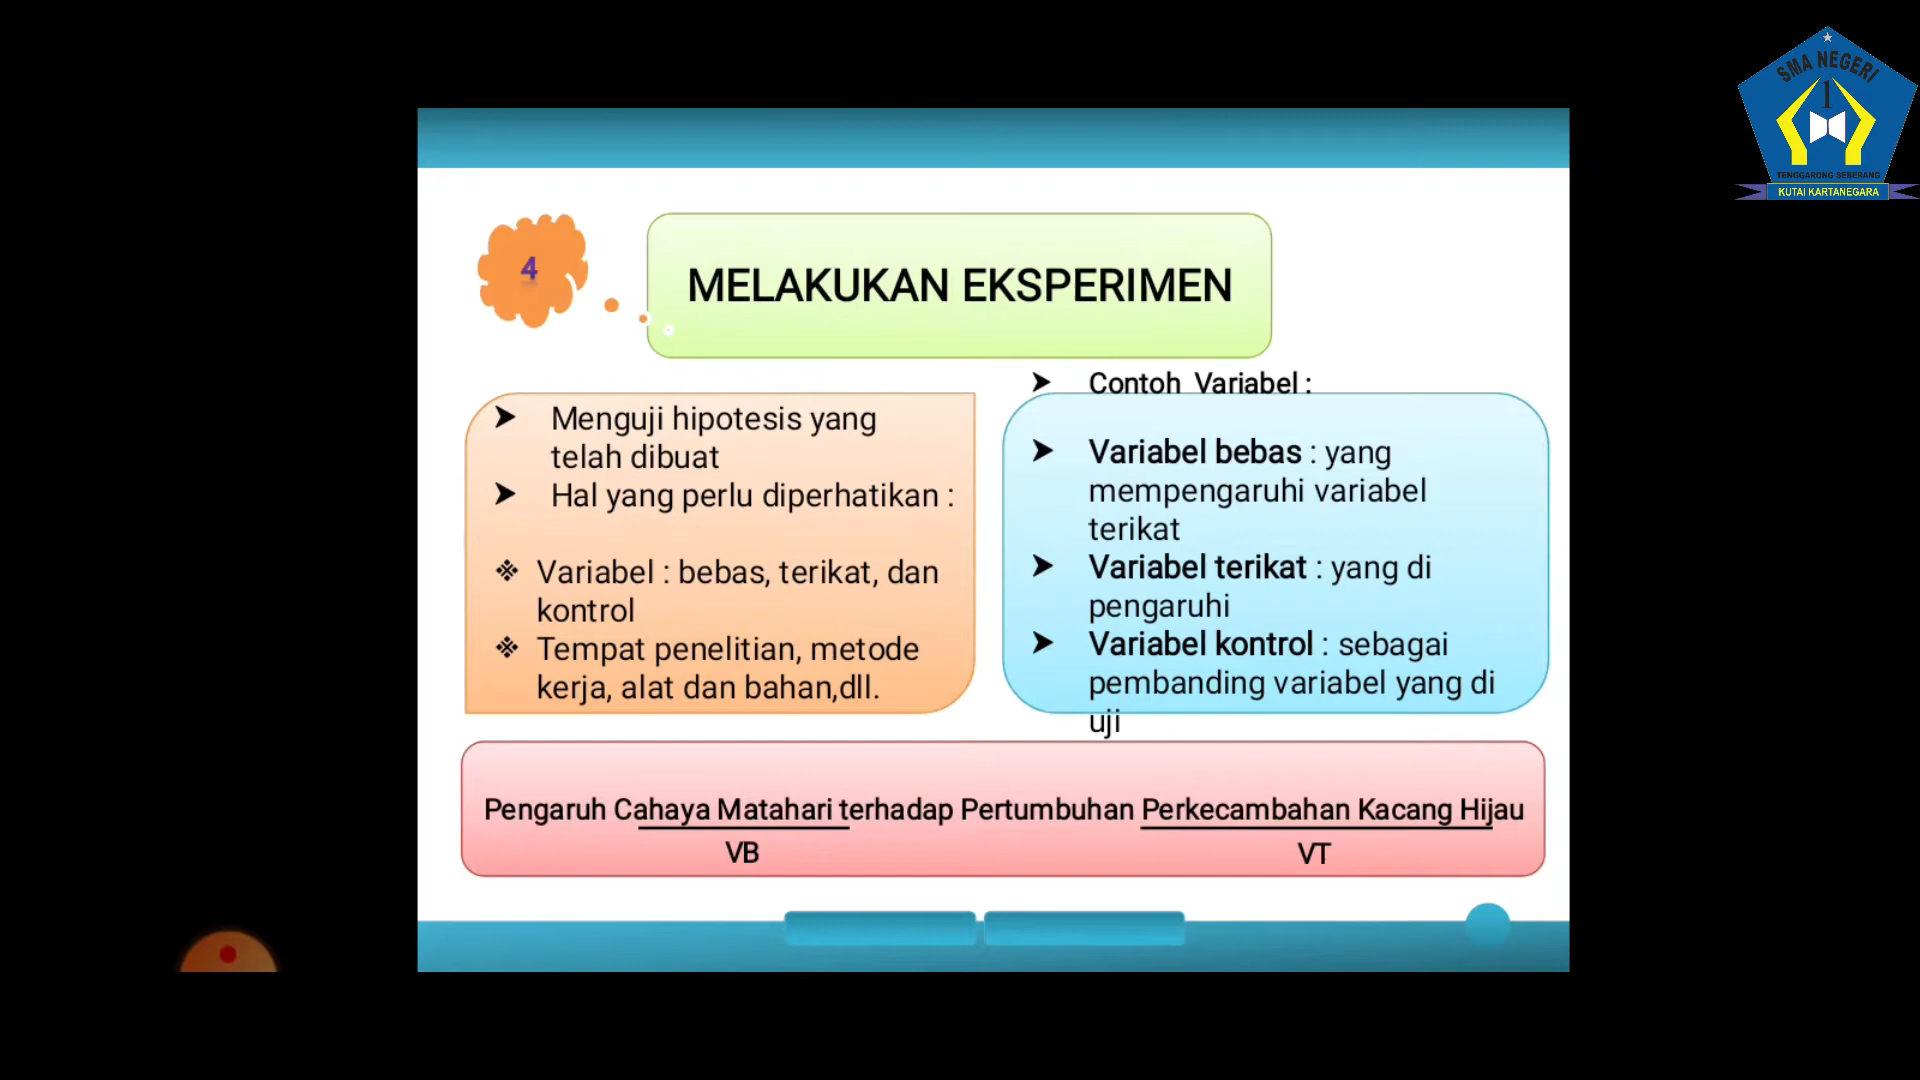 SMA NEGERI
1
TENGGARONG SEBERANG
KUTAI KARTANEGARA
4
MELAKUKAN EKSPERIMEN
➤ Menguji hipotesis yang
telah dibuat
➤ Hal yang perlu diperhatikan :
❖ Variabel : bebas, terikat, dan
kontrol
❖ Tempat penelitian, metode
kerja, alat dan bahan,dll.
➤ Contoh Variabel :
➤ Variabel bebas : yang
mempengaruhi variabel
terikat
➤ Variabel terikat : yang di
pengaruhi
➤ Variabel kontrol : sebagai
pembanding variabel yang di
uji
Pengaruh Cahaya Matahari terhadap Pertumbuhan Perkecambahan Kacang Hijau
VB VT